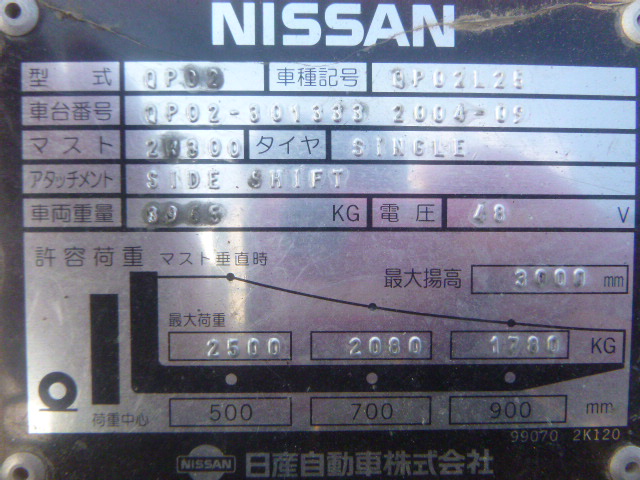 NISSAN
型式 QP02 車種記号 QP02L25
車台番号 QP02-301333 2004-09
マスト 2W300 タイヤ SINGLE
アタッチメント SIDE SHIFT
車両重量 KG 電圧 48 V
許容荷重 マスト垂直時
最大揚高 3000 mm
最大荷重
2500 2080 1780 KG
荷重中心 500 700 900 mm
99070 2K120
NISSAN 日産自動車株式会社